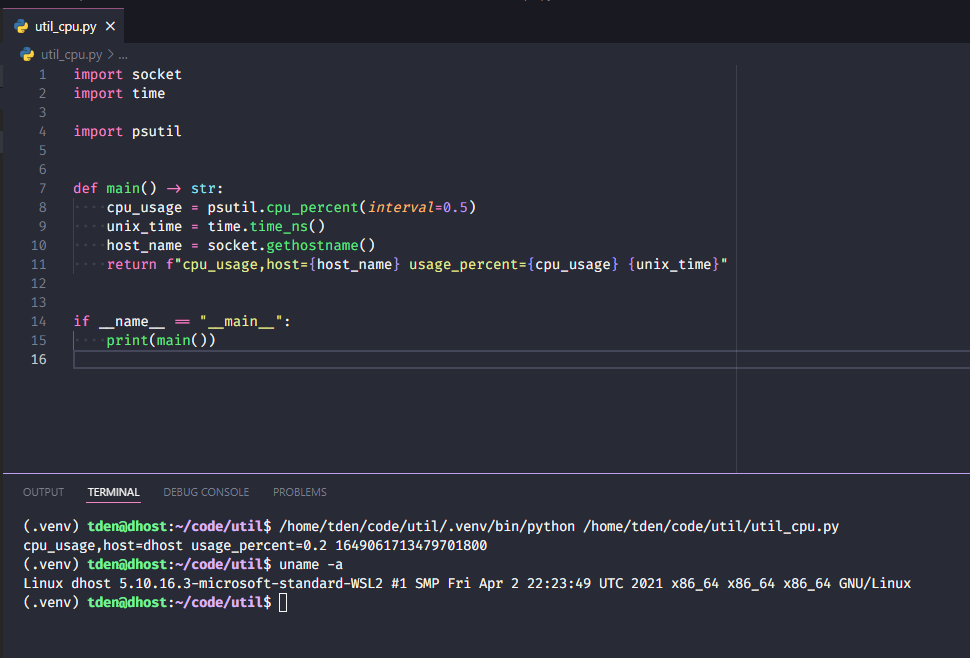 util_cpu.py
util_cpu.py > ...
1 import socket
2 import time
3
4 import psutil
5
6
7 def main() -> str:
8     cpu_usage = psutil.cpu_percent(interval=0.5)
9     unix_time = time.time_ns()
10     host_name = socket.gethostname()
11     return f"cpu_usage,host={host_name} usage_percent={cpu_usage} {unix_time}"
12
13
14 if __name__ == "__main__":
15     print(main())
16
OUTPUT TERMINAL DEBUG CONSOLE PROBLEMS
(.venv) tden@dhost:~/code/util$ /home/tden/code/util/.venv/bin/python /home/tden/code/util/util_cpu.py
cpu_usage,host=dhost usage_percent=0.2 1649061713479701800
(.venv) tden@dhost:~/code/util$ uname -a
Linux dhost 5.10.16.3-microsoft-standard-WSL2 #1 SMP Fri Apr 2 22:23:49 UTC 2021 x86_64 x86_64 x86_64 GNU/Linux
(.venv) tden@dhost:~/code/util$